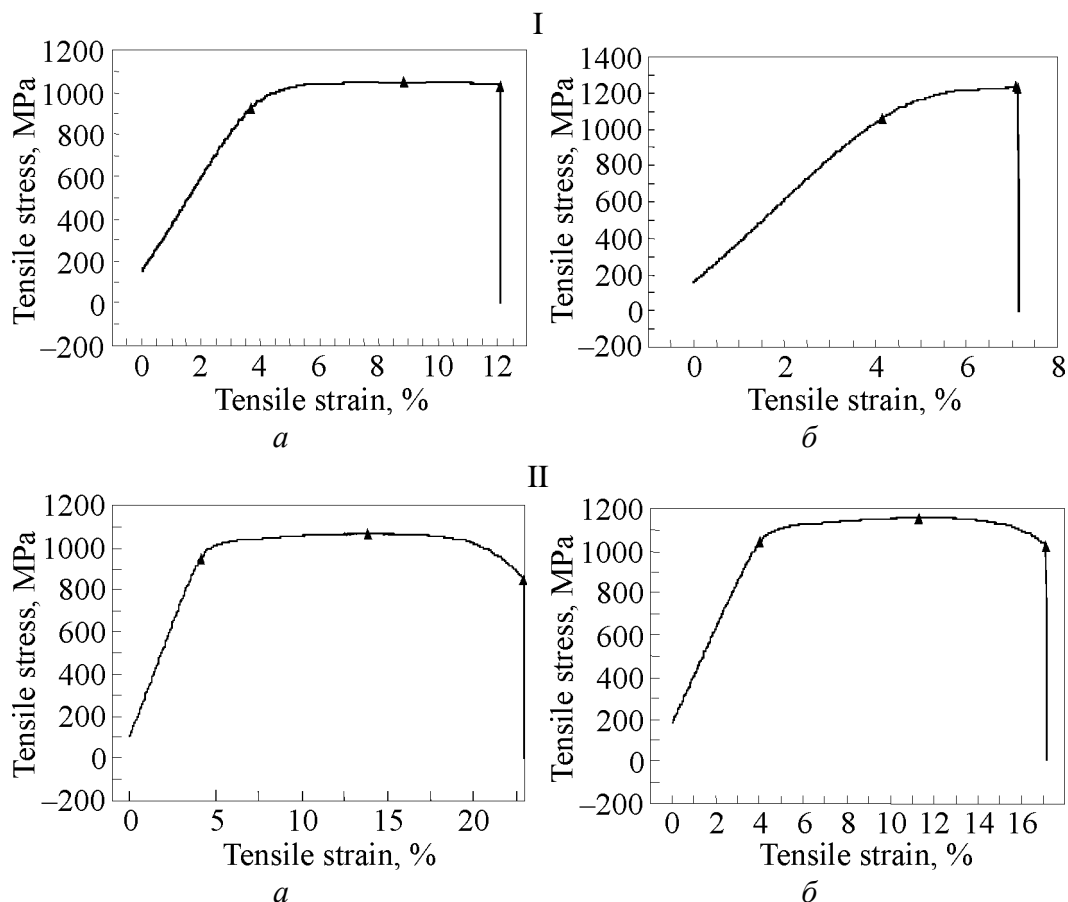 I
Tensile stress, MPa
1200
1000
800
600
400
200
0
–200
0 2 4 6 8 10 12
Tensile strain, %
а
Tensile stress, MPa
1400
1200
1000
800
600
400
200
0
–200
0 2 4 6 8
Tensile strain, %
б
II
Tensile stress, MPa
1200
1000
800
600
400
200
0
–200
0 5 10 15 20
Tensile strain, %
а
Tensile stress, MPa
1200
1000
800
600
400
200
0
–200
0 2 4 6 8 10 12 14 16
Tensile strain, %
б